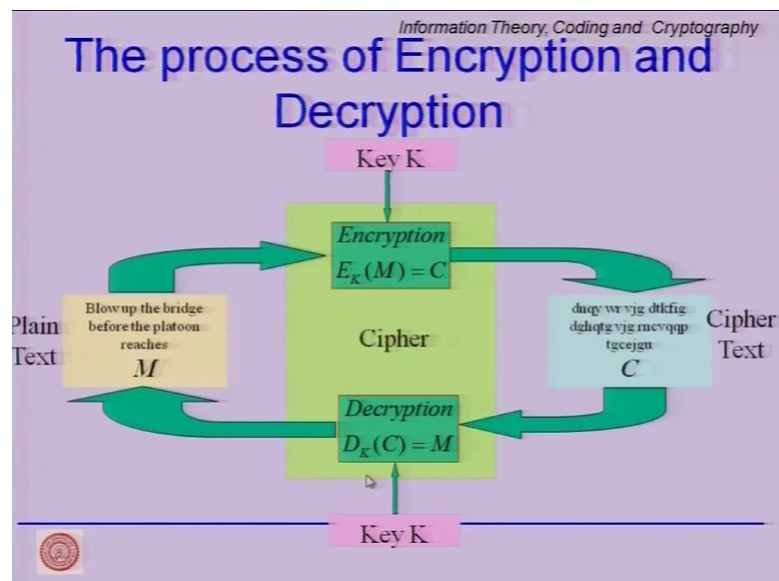 Information Theory, Coding and Cryptography
The process of Encryption and
Decryption
Key K
Encryption
E_K(M) = C
Plain
Text
Blow up the bridge
before the platoon
reaches
M
Cipher
dnqy wr vjg dtkfig
dghqtg vjg rncvqqp
tgcejgu
C
Cipher
Text
Decryption
D_K(C) = M
Key K